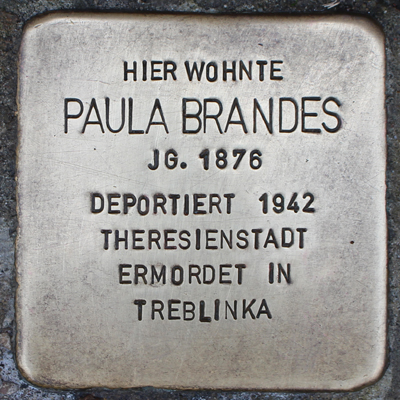 HIER WOHNTE
PAULA BRANDES
JG. 1876
DEPORTIERT 1942
THERESIENSTADT
ERMORDET IN
TREBLINKA